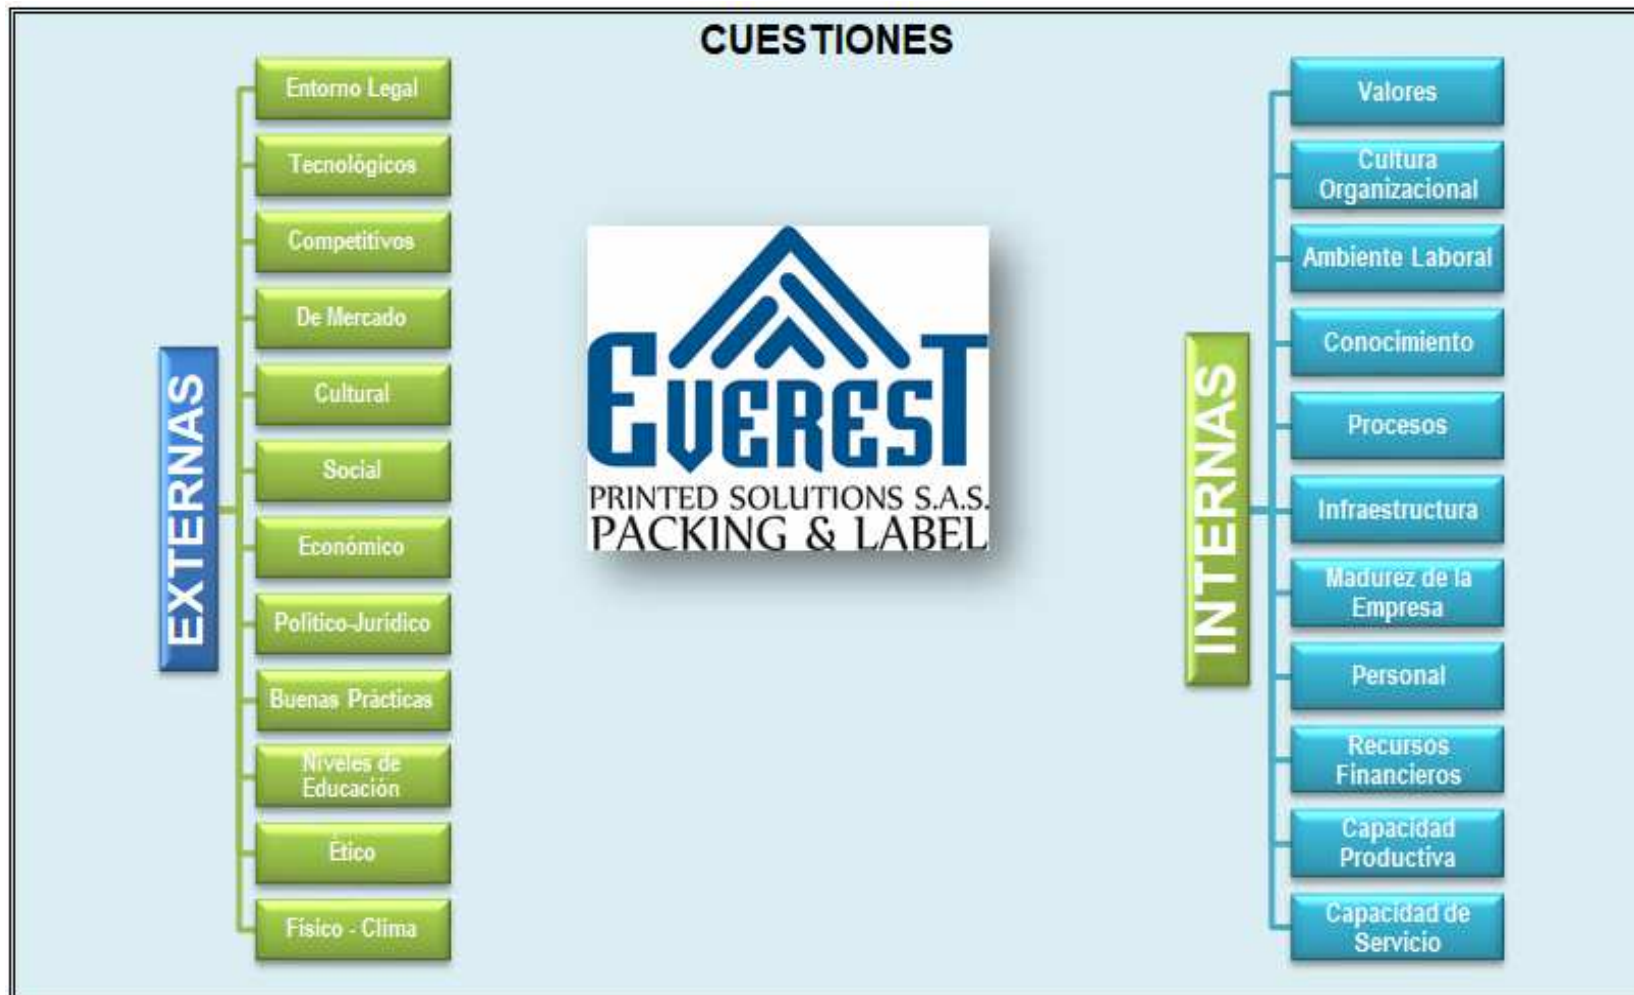 CUESTIONES
EXTERNAS
Entorno Legal
Tecnológicos
Competitivos
De Mercado
Cultural
Social
Económico
Político-Jurídico
Buenas Prácticas
Niveles de
Educación
Ético
Físico - Clima
EVEREST
PRINTED SOLUTIONS S.A.S.
PACKING & LABEL
INTERNAS
Valores
Cultura
Organizacional
Ambiente Laboral
Conocimiento
Procesos
Infraestructura
Madurez de la
Empresa
Personal
Recursos
Financieros
Capacidad
Productiva
Capacidad de
Servicio